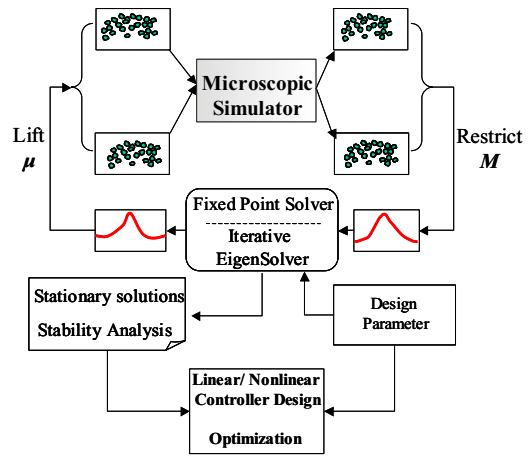 Microscopic
Simulator
Lift
μ
Restrict
M
Fixed Point Solver
Iterative
EigenSolver
Stationary solutions
Stability Analysis
Design
Parameter
Linear/ Nonlinear
Controller Design
Optimization